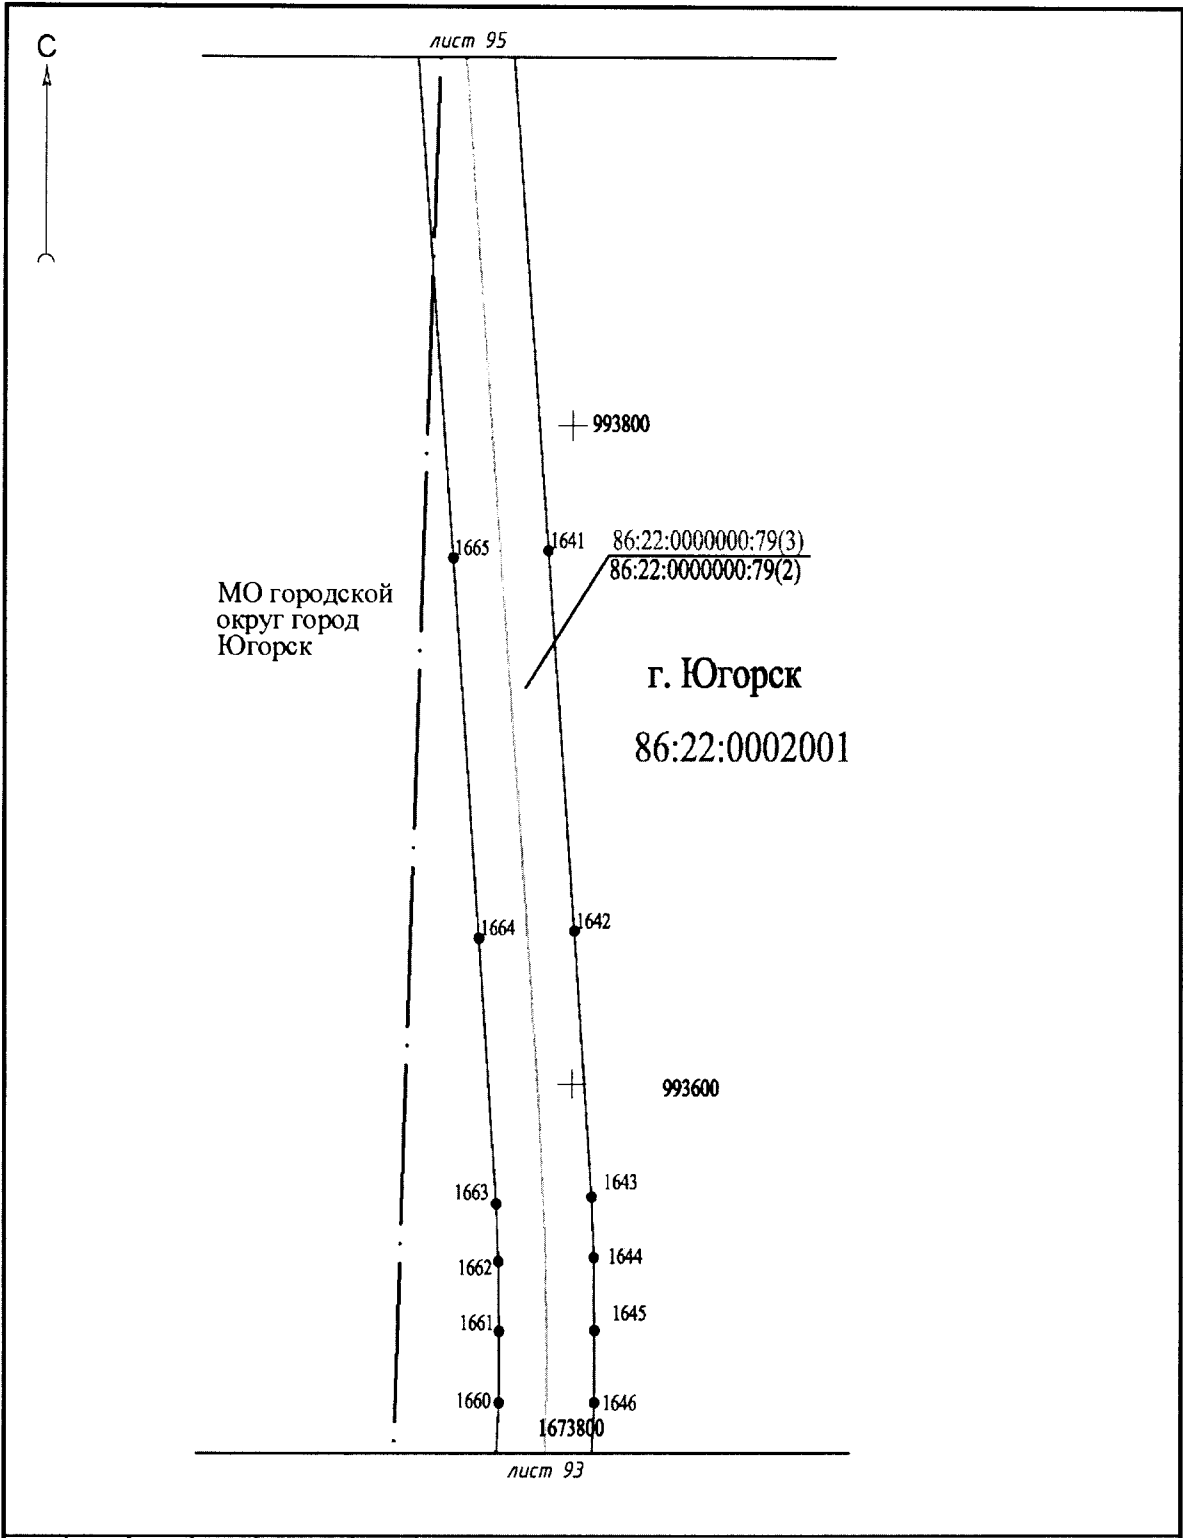 лист 95
С
993800
1665
1641
86:22:0000000:79(3)
86:22:0000000:79(2)
МО городской
округ город
Югорск
г. Югорск
86:22:0002001
1664
1642
993600
1663
1643
1662
1644
1661
1645
1660
1646
1673800
лист 93